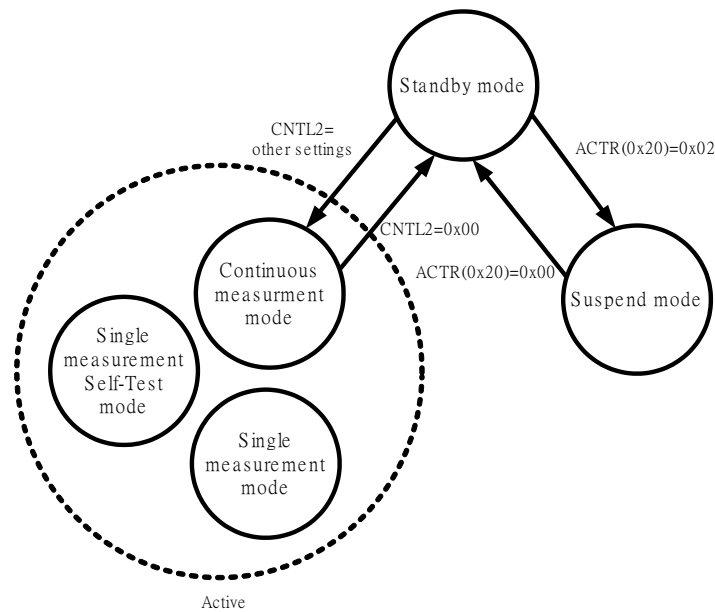 Standby mode
CNTL2=
other settings
ACTR(0x20)=0x02
CNTL2=0x00
ACTR(0x20)=0x00
Continuous
measurment
mode
Suspend mode
Single
measurement
Self-Test
mode
Single
measurement
mode
Active